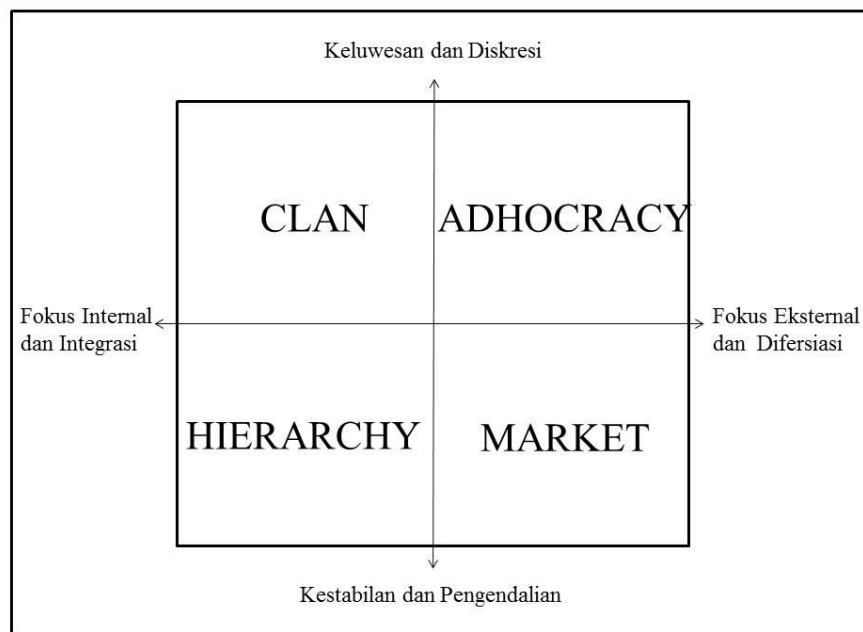 Keluwesan dan Diskresi
CLAN
ADHOCRACY
Fokus Internal
dan Integrasi
Fokus Eksternal
dan Difersiasi
HIERARCHY
MARKET
Kestabilan dan Pengendalian